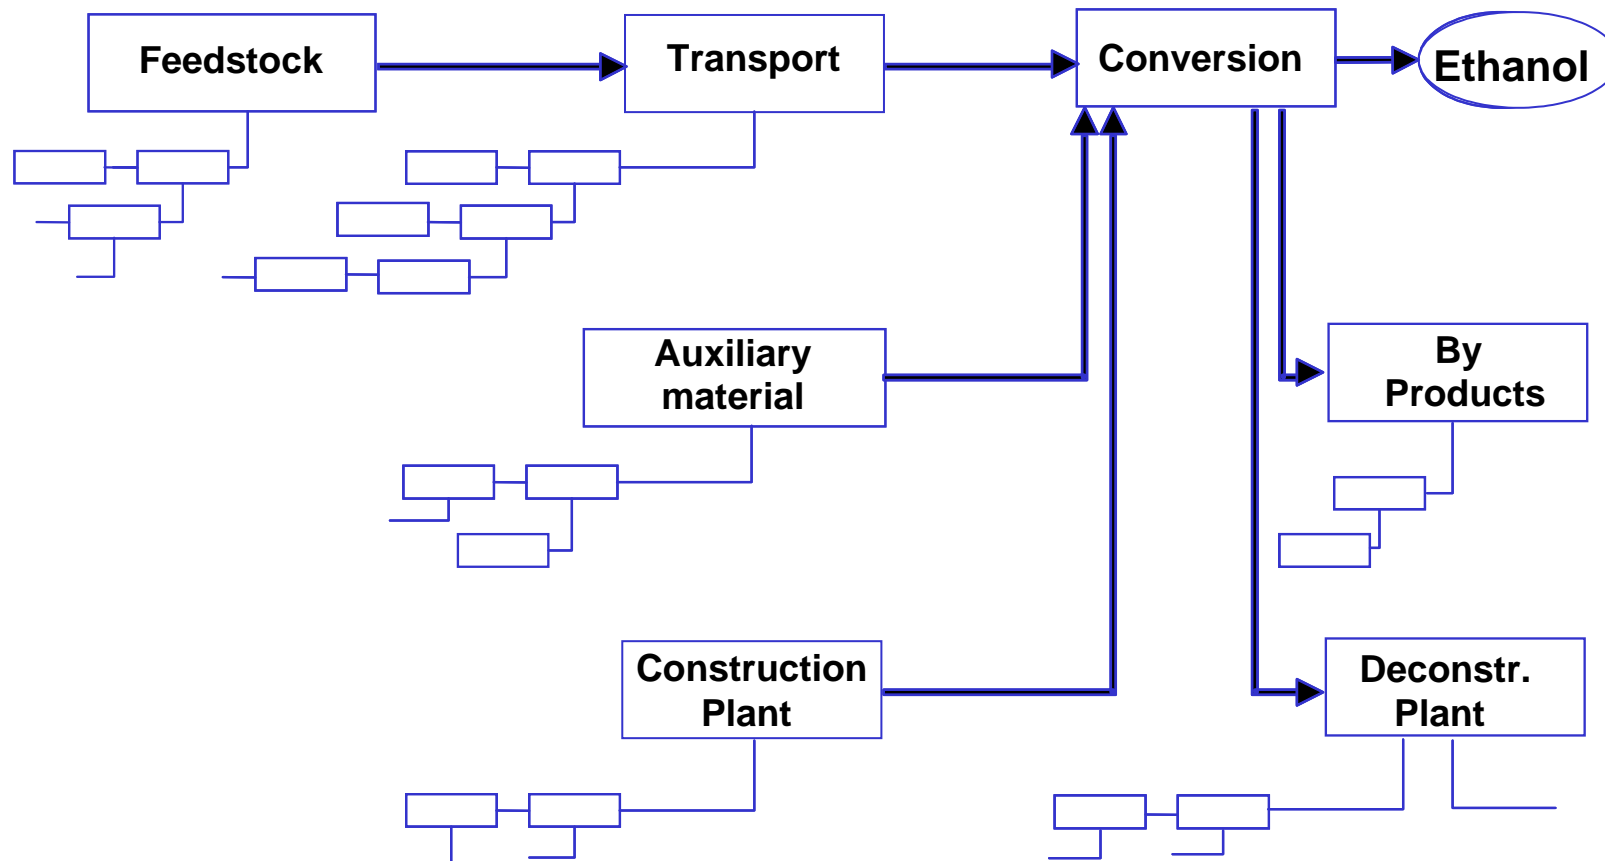 Feedstock
Transport
Conversion
Ethanol
Auxiliary
material
By
Products
Construction
Plant
Deconstr.
Plant